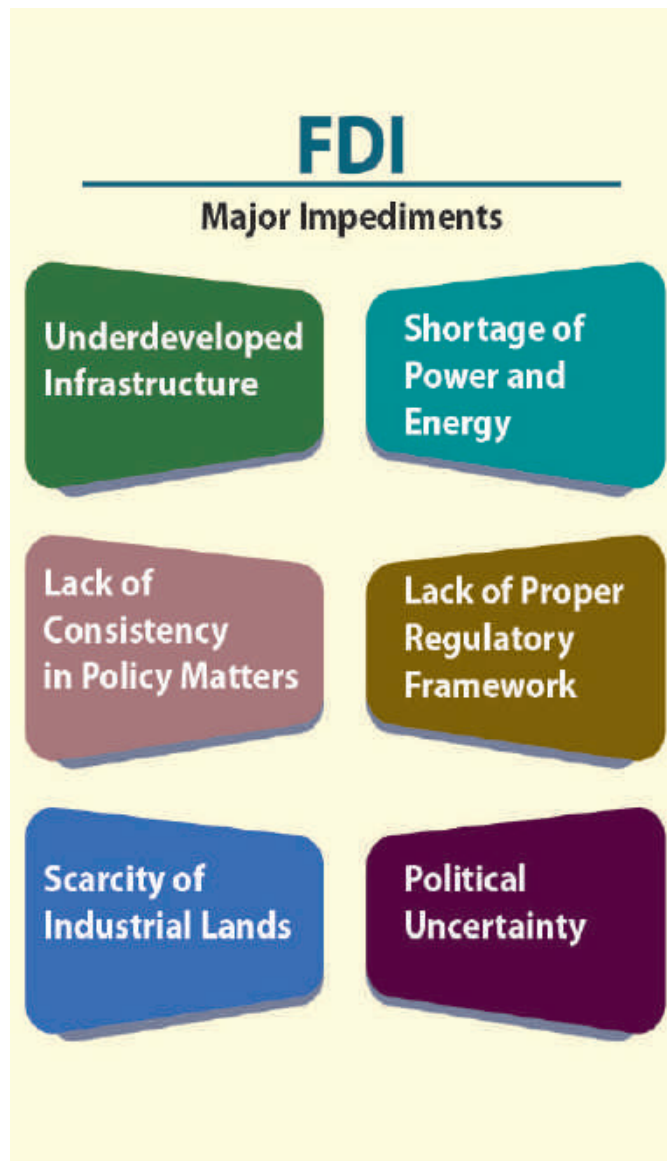 FDI
Major Impediments
Underdeveloped
Infrastructure
Shortage of
Power and
Energy
Lack of
Consistency
in Policy Matters
Lack of Proper
Regulatory
Framework
Scarcity of
Industrial Lands
Political
Uncertainty